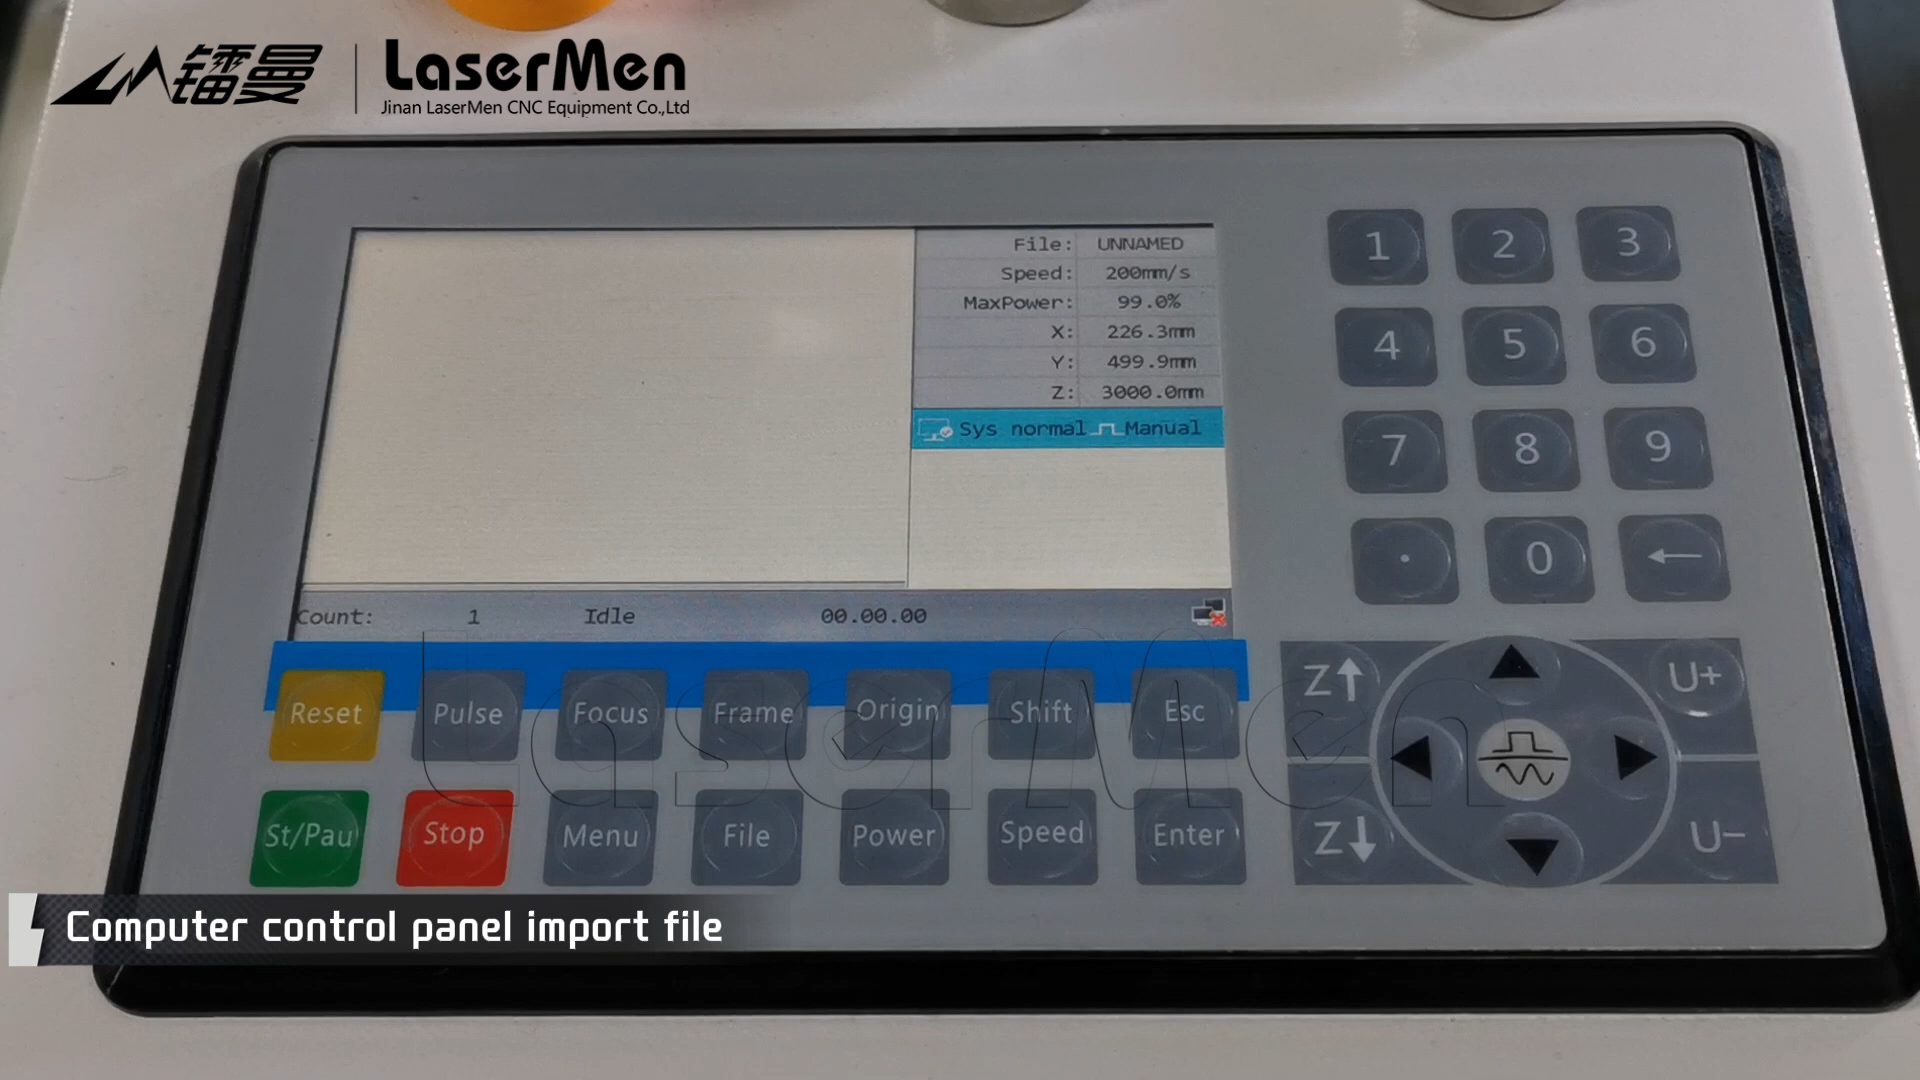 镭曼
LaserMen
Jinan LaserMen CNC Equipment Co.,Ltd
File: UNNAMED
Speed: 200mm/s
MaxPower: 99.0%
X: 226.3mm
Y: 499.9mm
Z: 3000.0mm
Sys normal Manual
Count: 1 Idle 00.00.00
1 2 3
4 5 6
7 8 9
. 0 ←
Reset Pulse Focus Frame Origin Shift Esc
St/Pau Stop Menu File Power Speed Enter
Z↑ U+
Z↓ U-
LaserMen
Computer control panel import file